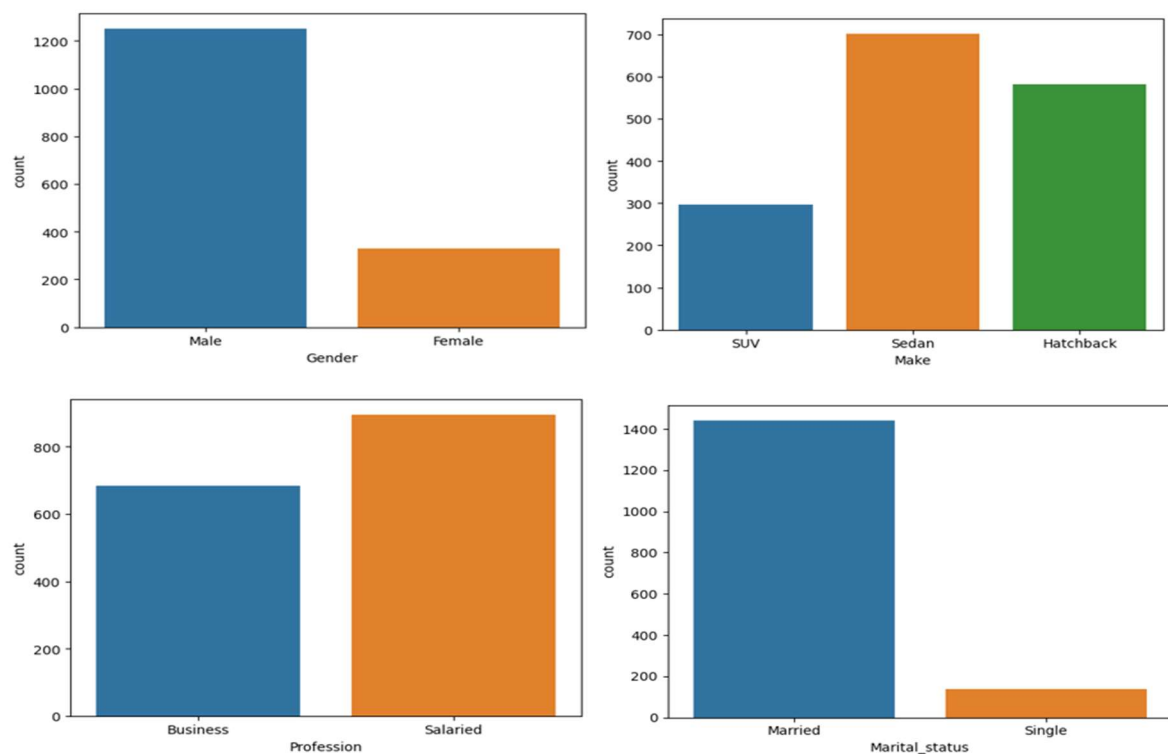 1200
1000
800
600
400
200
0
count
Male Female
Gender
700
600
500
400
300
200
100
0
count
SUV Sedan Hatchback
Make
800
600
400
200
0
count
Business Salaried
Profession
1400
1200
1000
800
600
400
200
0
count
Married Single
Marital_status